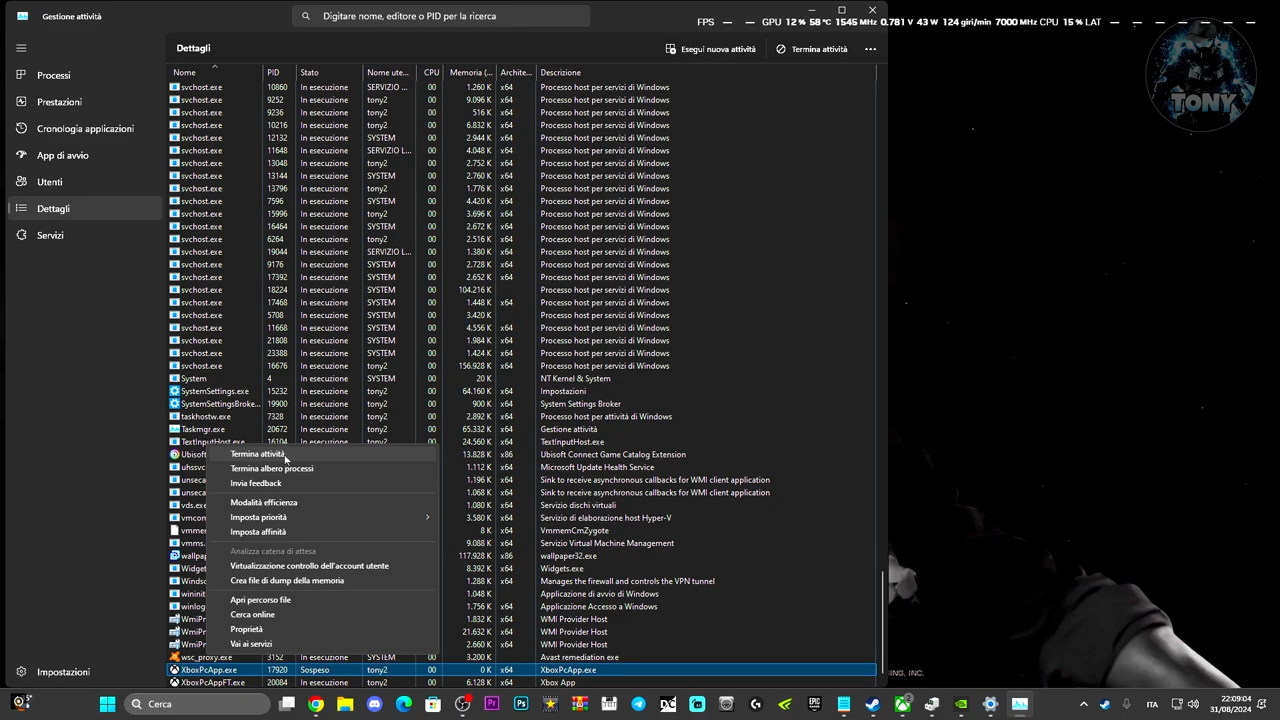 Gestione attività
Digitare nome, editore o PID per la ricerca
FPS — — GPU 12 % 58 °C 1545 MHz 0.781 V 43 W 124 giri/min 7000 MHz CPU 15 % LAT — — —
Dettagli
Esegui nuova attività
Termina attività
Processi
Prestazioni
Cronologia applicazioni
App di avvio
Utenti
Dettagli
Servizi
Impostazioni
TONY
Nome PID Stato Nome ute... CPU Memoria (... Archite... Descrizione
svchost.exe 10860 In esecuzione SERVIZIO ... 00 1.260 K x64 Processo host per servizi di Windows
svchost.exe 9252 In esecuzione tony2 00 9.096 K x64 Processo host per servizi di Windows
svchost.exe 9236 In esecuzione tony2 00 516 K x64 Processo host per servizi di Windows
svchost.exe 10216 In esecuzione tony2 00 6.832 K x64 Processo host per servizi di Windows
svchost.exe 12132 In esecuzione SYSTEM 00 2.944 K x64 Processo host per servizi di Windows
svchost.exe 11648 In esecuzione SERVIZIO L... 00 4.048 K x64 Processo host per servizi di Windows
svchost.exe 13048 In esecuzione tony2 00 2.752 K x64 Processo host per servizi di Windows
svchost.exe 13144 In esecuzione SYSTEM 00 2.760 K x64 Processo host per servizi di Windows
svchost.exe 13796 In esecuzione tony2 00 1.776 K x64 Processo host per servizi di Windows
svchost.exe 7596 In esecuzione SYSTEM 00 4.420 K x64 Processo host per servizi di Windows
svchost.exe 15996 In esecuzione tony2 00 3.696 K x64 Processo host per servizi di Windows
svchost.exe 16464 In esecuzione SYSTEM 00 2.672 K x64 Processo host per servizi di Windows
svchost.exe 6264 In esecuzione tony2 00 2.516 K x64 Processo host per servizi di Windows
svchost.exe 19044 In esecuzione SERVIZIO L... 00 1.380 K x64 Processo host per servizi di Windows
svchost.exe 9176 In esecuzione SYSTEM 00 2.728 K x64 Processo host per servizi di Windows
svchost.exe 17392 In esecuzione SYSTEM 00 2.652 K x64 Processo host per servizi di Windows
svchost.exe 18224 In esecuzione SYSTEM 00 104.216 K Processo host per servizi di Windows
svchost.exe 17468 In esecuzione SYSTEM 00 1.448 K x64 Processo host per servizi di Windows
svchost.exe 5708 In esecuzione SYSTEM 00 3.420 K Processo host per servizi di Windows
svchost.exe 11668 In esecuzione SYSTEM 00 4.556 K x64 Processo host per servizi di Windows
svchost.exe 21808 In esecuzione SYSTEM 00 1.984 K x64 Processo host per servizi di Windows
svchost.exe 23388 In esecuzione SYSTEM 00 1.424 K x64 Processo host per servizi di Windows
svchost.exe 16676 In esecuzione SYSTEM 00 156.928 K x64 Processo host per servizi di Windows
System 4 In esecuzione SYSTEM 00 20 K NT Kernel & System
SystemSettings.exe 15232 In esecuzione tony2 00 64.160 K x64 Impostazioni
SystemSettingsBroke... 19900 In esecuzione tony2 00 900 K x64 System Settings Broker
taskhostw.exe 7328 In esecuzione tony2 00 2.892 K x64 Processo host per attività di Windows
Taskmgr.exe 20672 In esecuzione tony2 00 65.332 K x64 Gestione attività
TextInputHost.exe 16104 In esecuzione tony2 00 24.560 K x64 TextInputHost.exe
Ubisoft 13.828 K x86 Ubisoft Connect Game Catalog Extension
uhssvc 1.112 K x64 Microsoft Update Health Service
unseca 1.196 K x64 Sink to receive asynchronous callbacks for WMI client application
unseca 1.068 K x64 Sink to receive asynchronous callbacks for WMI client application
vds.exe 1.080 K x64 Servizio dischi virtuali
vmcom 3.580 K x64 Servizio di elaborazione host Hyper-V
vmmem 8 K x64 VmmemCmZygote
vmms. 9.088 K x64 Servizio Virtual Machine Management
wallpap 117.928 K x86 wallpaper32.exe
Widgets 8.392 K x64 Widgets.exe
Windsc 1.288 K x64 Manages the firewall and controls the VPN tunnel
wininit 1.048 K x64 Applicazione di avvio di Windows
winlog 1.756 K x64 Applicazione Accesso a Windows
WmiPr 1.832 K x64 WMI Provider Host
WmiPr 21.632 K x64 WMI Provider Host
WmiPr 2.660 K x64 WMI Provider Host
wsc_proxy.exe 3152 In esecuzione SYSTEM 00 3.200 K x64 Avast remediation exe
XboxPcApp.exe 17920 Sospeso tony2 00 0 K x64 XboxPcApp.exe
XboxPcAppFT.exe 20084 In esecuzione tony2 00 2.592 K x64 Xbox App
Termina attività
Termina albero processi
Invia feedback
Modalità efficienza
Imposta priorità
Imposta affinità
Analizza catena di attesa
Virtualizzazione controllo dell'account utente
Crea file di dump della memoria
Apri percorso file
Cerca online
Proprietà
Vai ai servizi
ING, INC.
Cerca
ITA
22:09:04
31/08/2024